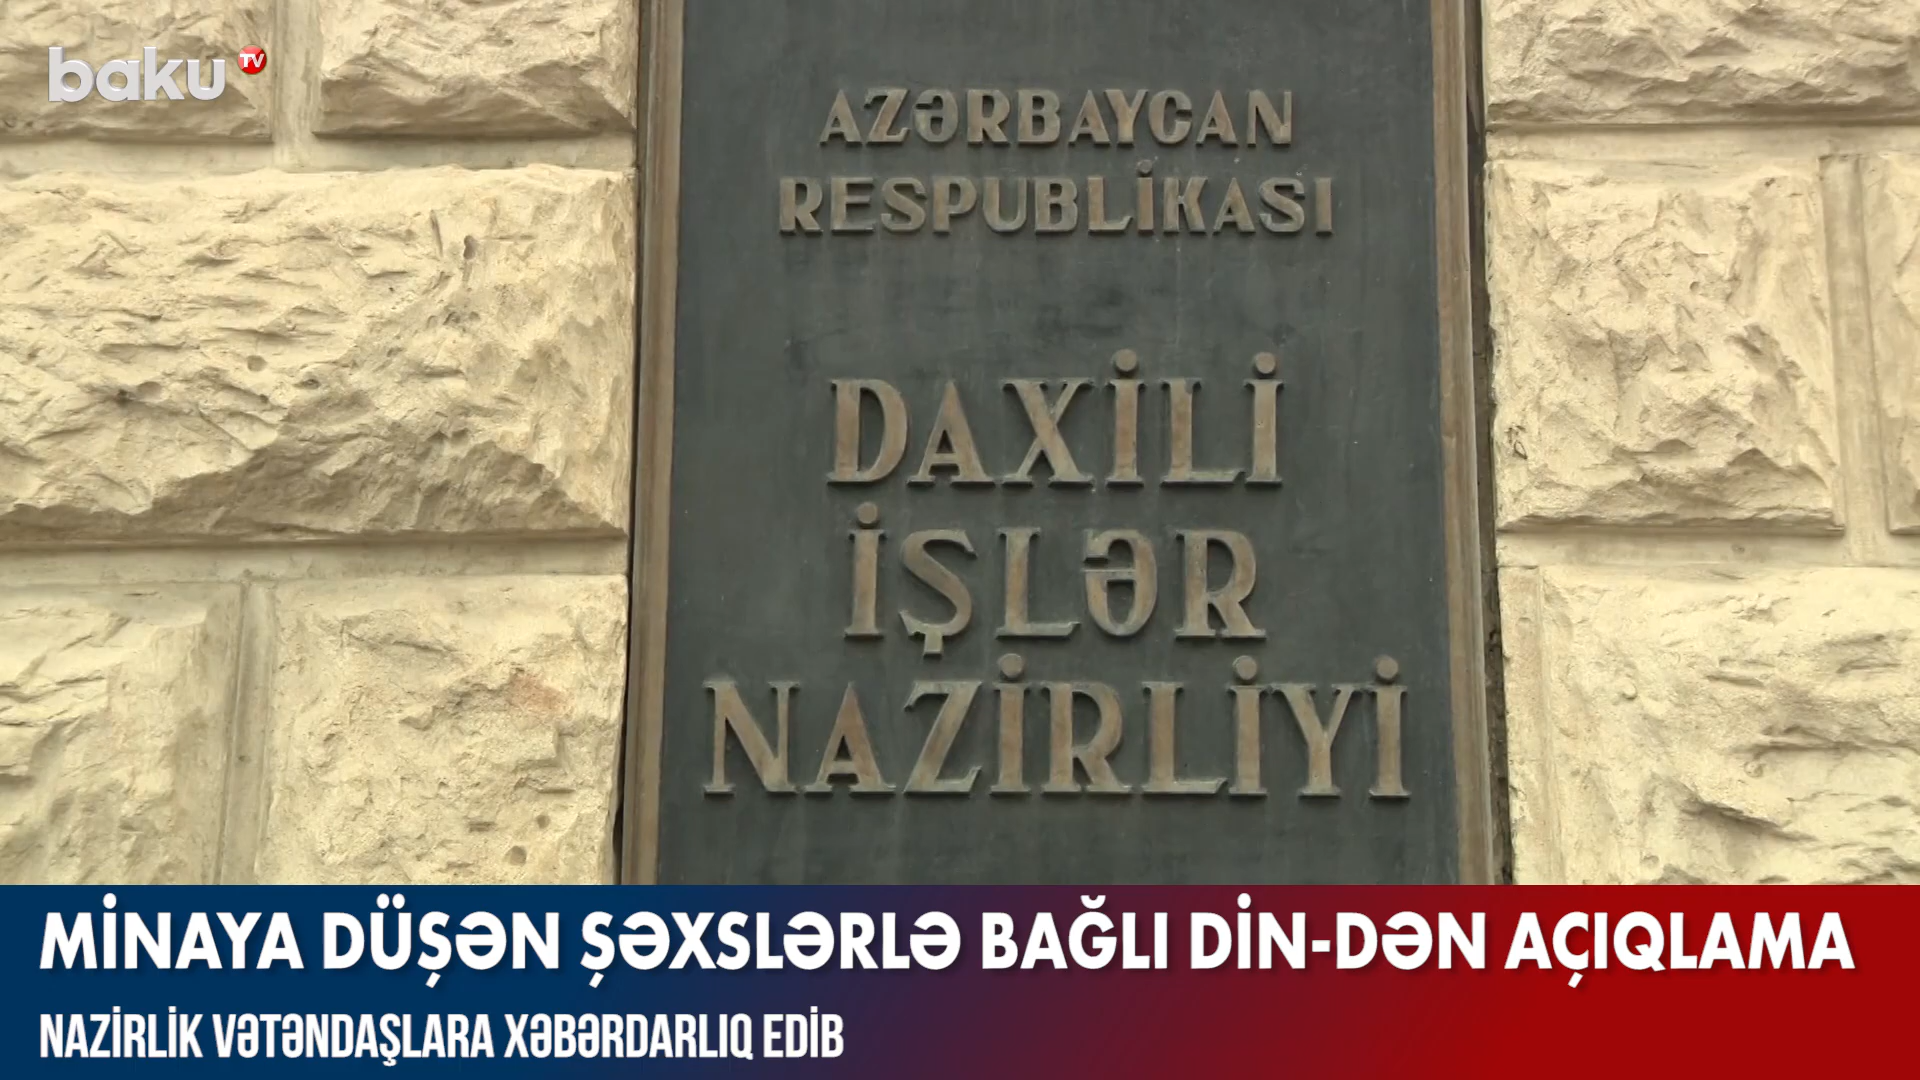 baku TV
AZƏRBAYCAN
RESPUBLİKASI
DAXİLİ
İŞLƏR
NAZİRLİYİ
MİNAYA DÜŞƏN ŞƏXSLƏRLƏ BAĞLI DİN-DƏN AÇIQLAMA
NAZİRLİK VƏTƏNDAŞLARA XƏBƏRDARLIQ EDİB